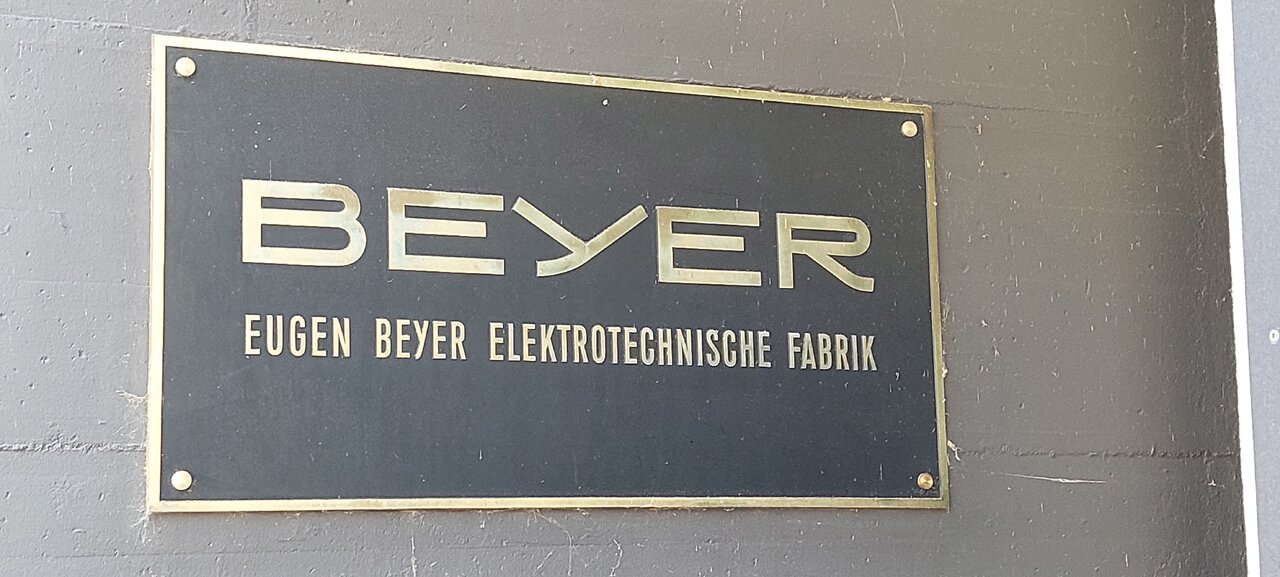 BEYER
EUGEN BEYER ELEKTROTECHNISCHE FABRIK